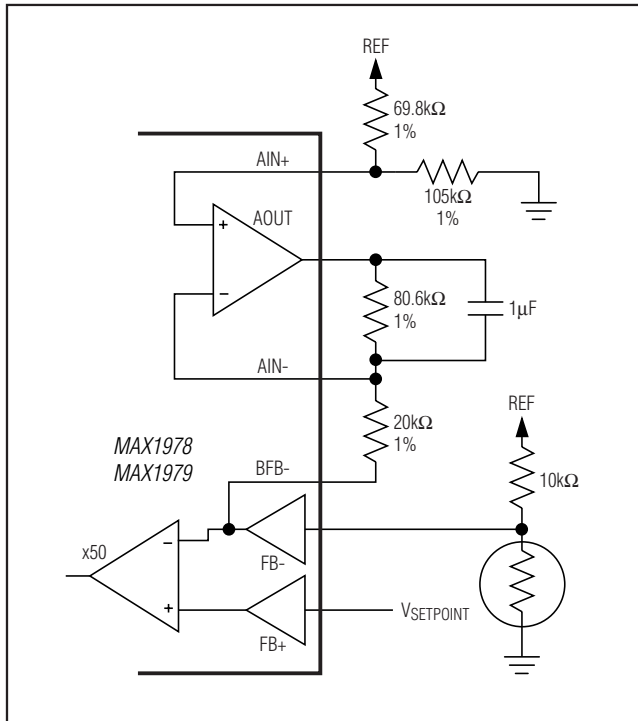 REF
69.8kΩ
1%
AIN+
105kΩ
1%
AOUT
+
−
80.6kΩ
1%
1µF
AIN-
20kΩ
1%
REF
10kΩ
MAX1978
MAX1979
BFB-
x50
−
+
FB-
FB+
VSETPOINT